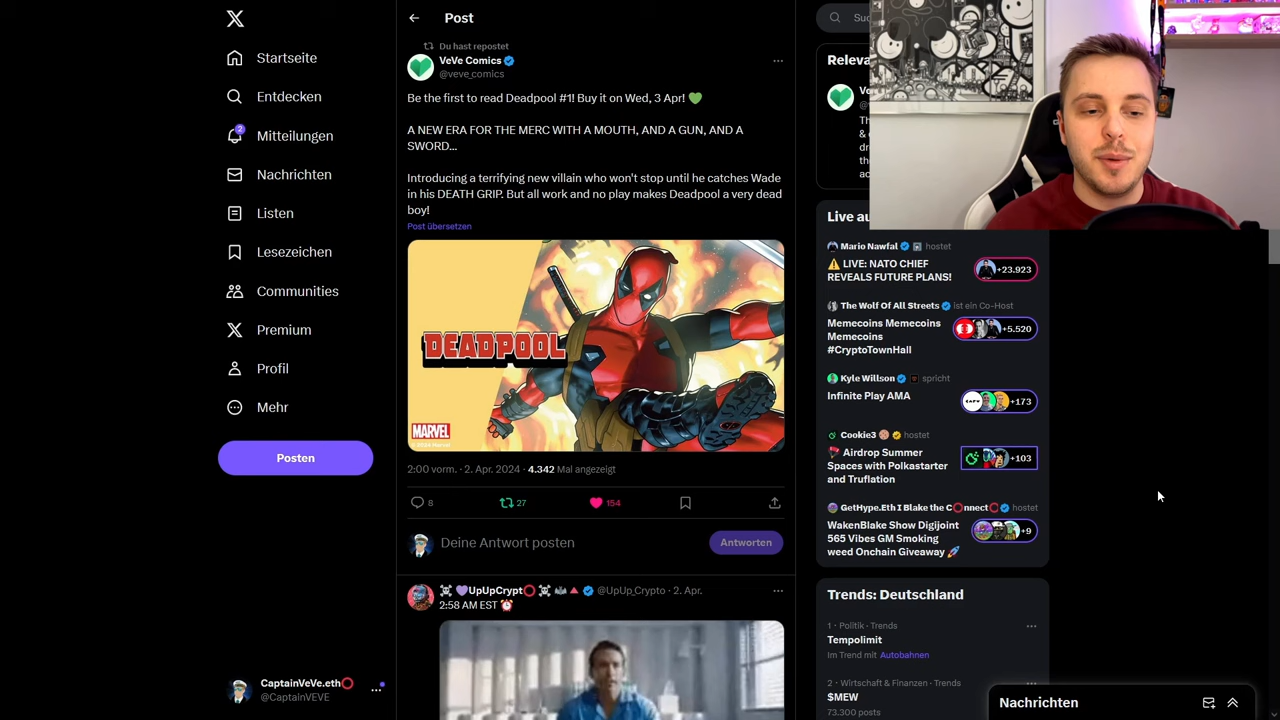 Startseite
Entdecken
2
Mitteilungen
Nachrichten
Listen
Lesezeichen
Communities
Premium
Profil
Mehr
Posten
CaptainVeVe.eth⭕
@CaptainVEVE
Post
Du hast repostet
VeVe Comics
@veve_comics
Be the first to read Deadpool #1! Buy it on Wed, 3 Apr! 💚
A NEW ERA FOR THE MERC WITH A MOUTH, AND A GUN, AND A
SWORD...
Introducing a terrifying new villain who won't stop until he catches Wade
in his DEATH GRIP. But all work and no play makes Deadpool a very dead
boy!
Post übersetzen
DEADPOOL
MARVEL
© 2024 Marvel
2:00 vorm. · 2. Apr. 2024 · 4.342 Mal angezeigt
8
27
154
Deine Antwort posten
Antworten
☠️ 💜UpUpCrypt⭕ ☠️ 🦇🔺 @UpUp_Crypto · 2. Apr.
2:58 AM EST ⏰
Live au
Mario Nawfal hostet
⚠️ LIVE: NATO CHIEF
REVEALS FUTURE PLANS!
+23.923
The Wolf Of All Streets ist ein Co-Host
Memecoins Memecoins
Memecoins
#CryptoTownHall
+5.520
Kyle Willson spricht
Infinite Play AMA
+173
Cookie3 🍪 hostet
Airdrop Summer
Spaces with Polkastarter
and Truflation
+103
GetHype.Eth I Blake the C⭕nnect⭕ hostet
WakenBlake Show Digijoint
565 Vibes GM Smoking
weed Onchain Giveaway 🚀
+9
Trends: Deutschland
1 · Politik · Trends
Tempolimit
Im Trend mit Autobahnen
2 · Wirtschaft & Finanzen · Trends
$MEW
73.300 posts
Nachrichten